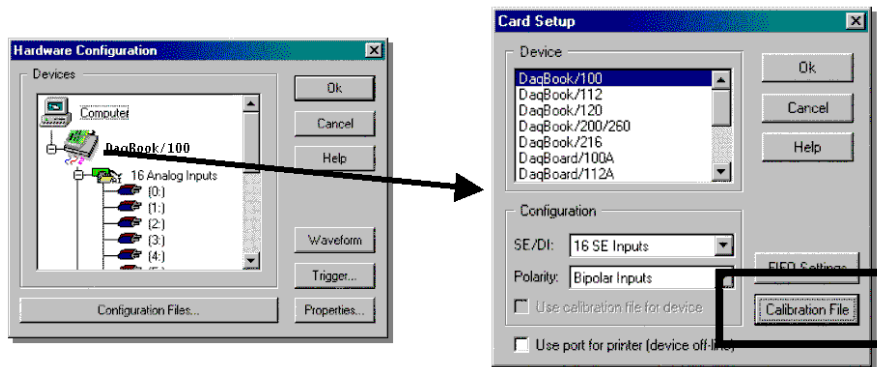 Hardware Configuration
Devices
Computer
DaqBook/100
16 Analog Inputs
(0:)
(1:)
(2:)
(3:)
(4:)
Ok
Cancel
Help
Waveform
Trigger...
Properties...
Configuration Files...
Card Setup
Device
DaqBook/100
DaqBook/112
DaqBook/120
DaqBook/200/260
DaqBook/216
DaqBoard/100A
DaqBoard/112A
Ok
Cancel
Help
Configuration
SE/DI: 16 SE Inputs
Polarity: Bipolar Inputs
Use calibration file for device
FIFO Settings
Calibration File
Use port for printer (device off-line)